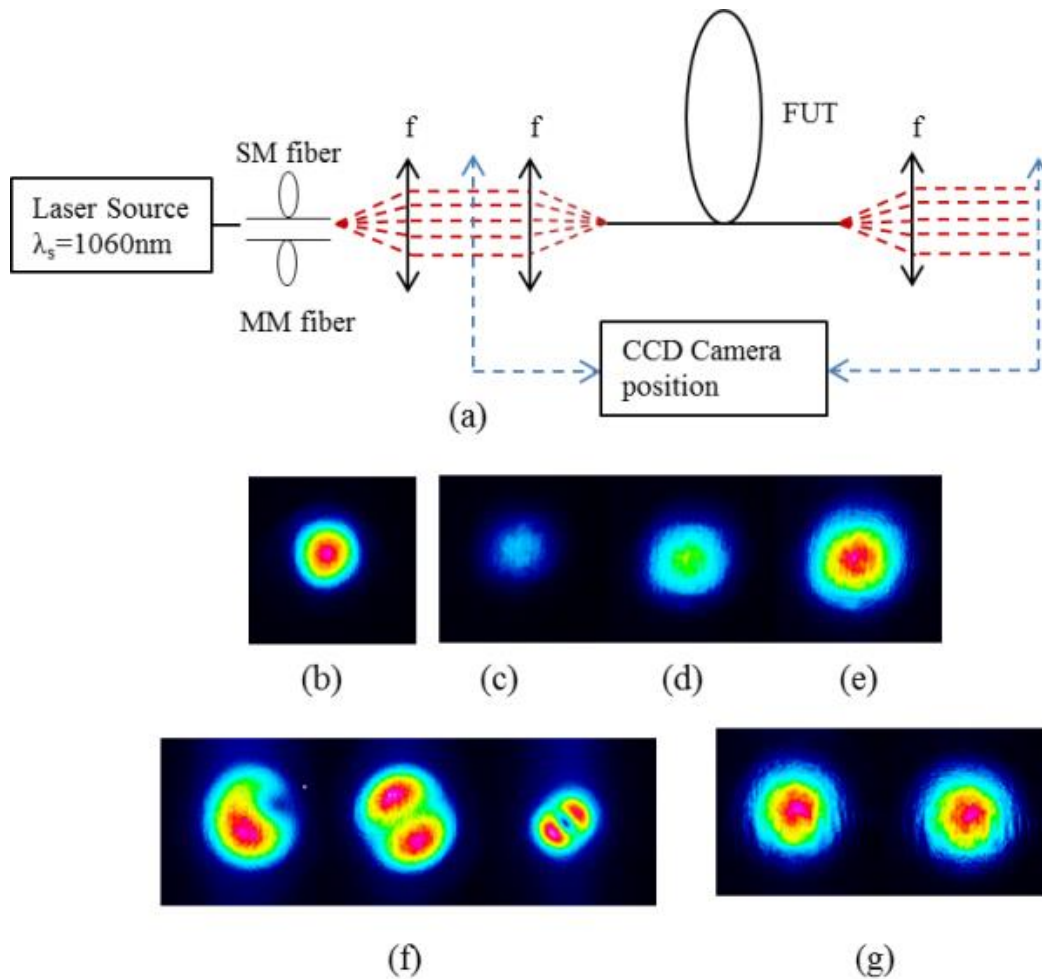 f
f
f
FUT
SM fiber
Laser Source
λs=1060nm
MM fiber
CCD Camera
position
(a)
(b)
(c)
(d)
(e)
(f)
(g)